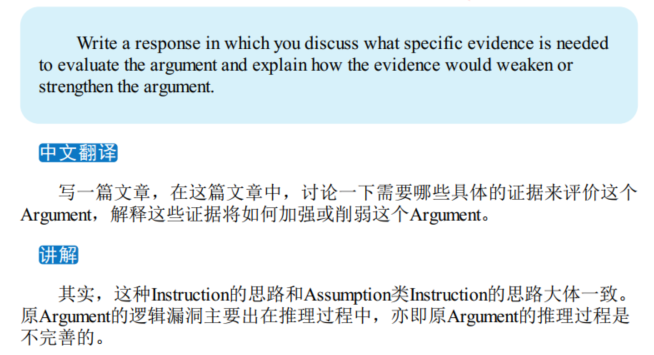 Write a response in which you discuss what specific evidence is needed
to evaluate the argument and explain how the evidence would weaken or
strengthen the argument.
中文翻译
写一篇文章，在这篇文章中，讨论一下需要哪些具体的证据来评价这个
Argument，解释这些证据将如何加强或削弱这个Argument。
讲解
其实，这种Instruction的思路和Assumption类Instruction的思路大体一致。
原Argument的逻辑漏洞主要出在推理过程中，亦即原Argument的推理过程是
不完善的。